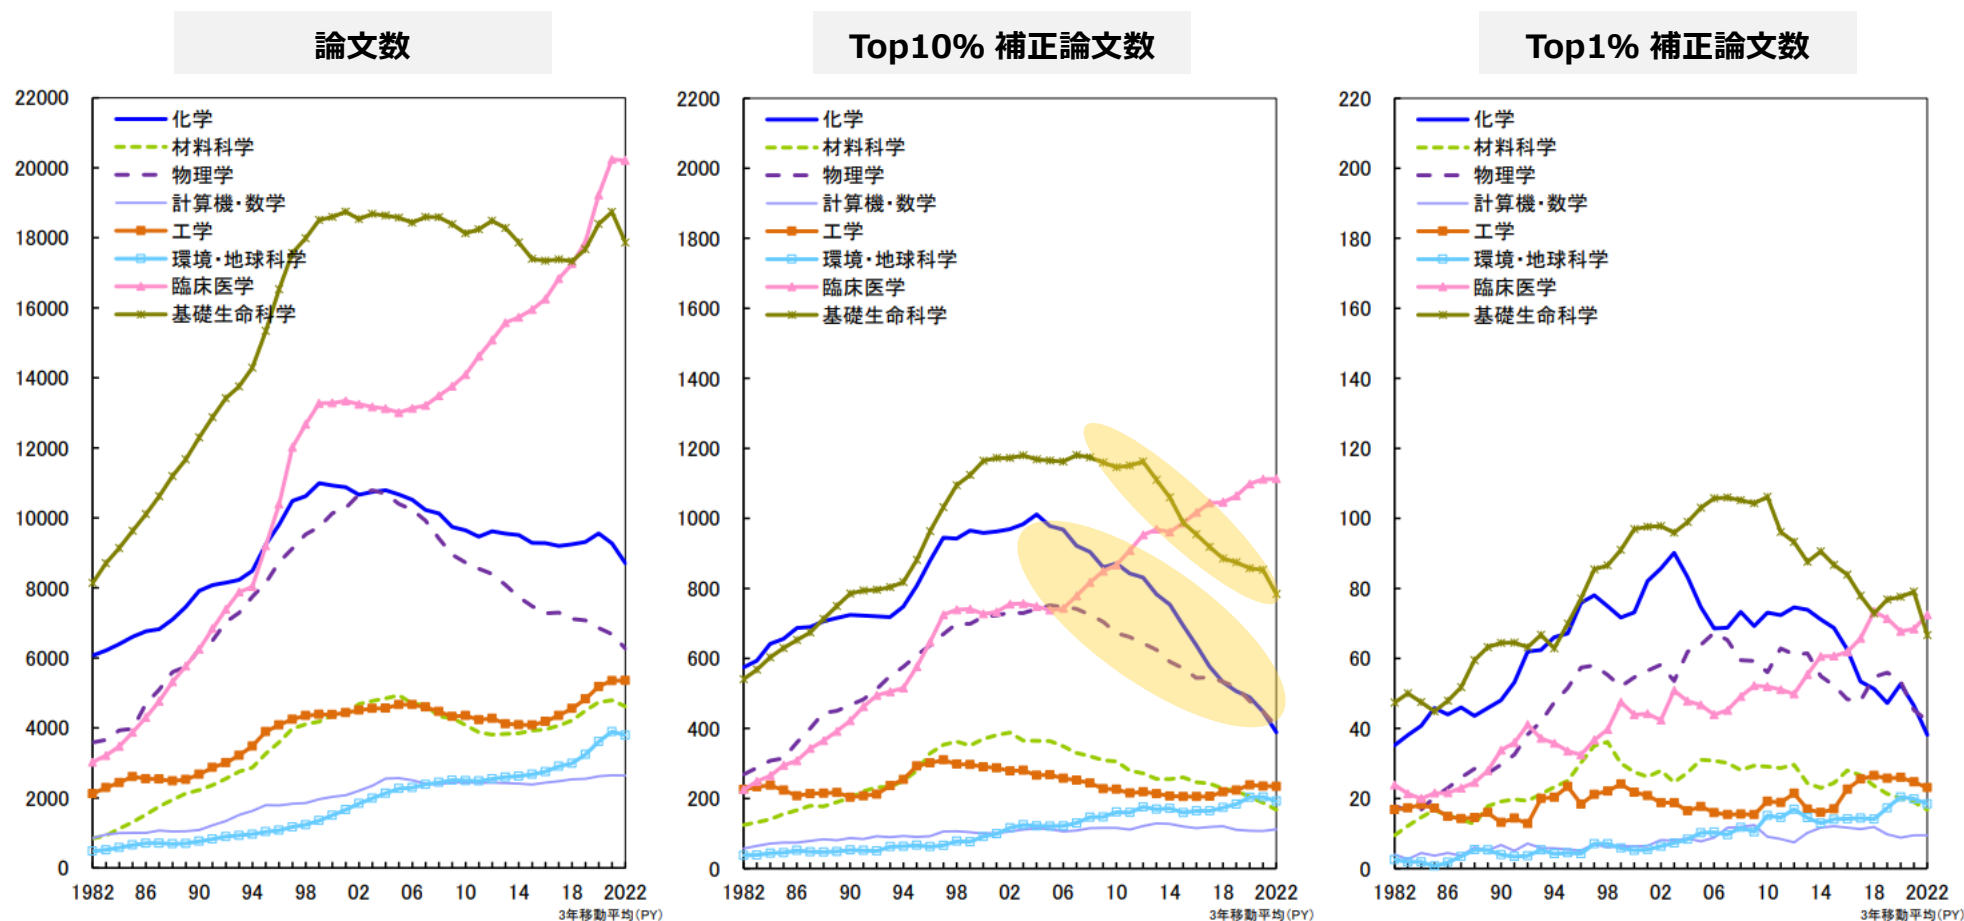 論文数
22000
20000
18000
16000
14000
12000
10000
8000
6000
4000
2000
0
化学
材料科学
物理学
計算機・数学
工学
環境・地球科学
臨床医学
基礎生命科学
1982 86 90 94 98 02 06 10 14 18 2022
3年移動平均(PY)
Top10% 補正論文数
2200
2000
1800
1600
1400
1200
1000
800
600
400
200
0
化学
材料科学
物理学
計算機・数学
工学
環境・地球科学
臨床医学
基礎生命科学
1982 86 90 94 98 02 06 10 14 18 2022
3年移動平均(PY)
Top1% 補正論文数
220
200
180
160
140
120
100
80
60
40
20
0
化学
材料科学
物理学
計算機・数学
工学
環境・地球科学
臨床医学
基礎生命科学
1982 86 90 94 98 02 06 10 14 18 2022
3年移動平均(PY)